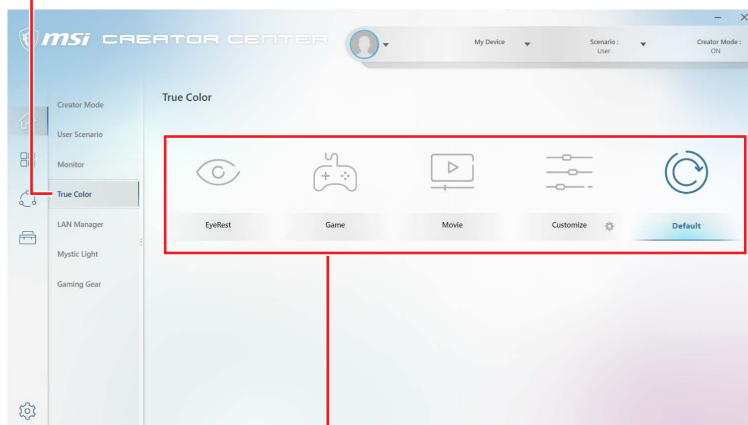 msi CREATOR CENTER
My Device
Scenario :
User
Creator Mode :
ON
Creator Mode
User Scenario
Monitor
True Color
LAN Manager
Mystic Light
Gaming Gear
True Color
EyeRest
Game
Movie
Customize
Default